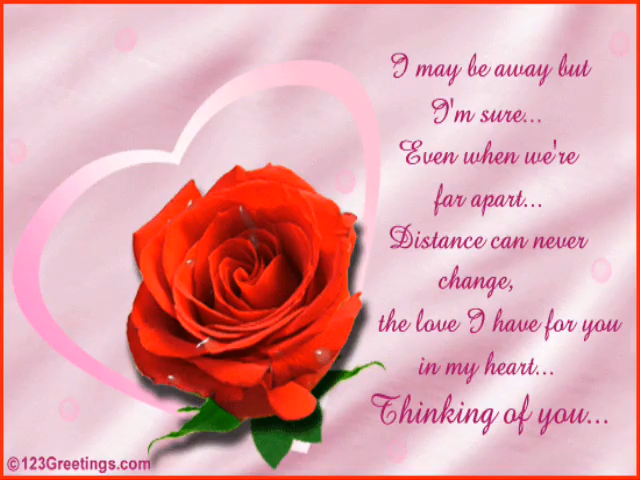 I may be away but
I'm sure...
Even when we're
far apart...
Distance can never
change,
the love I have for you
in my heart...
Thinking of you...
©123Greetings.com